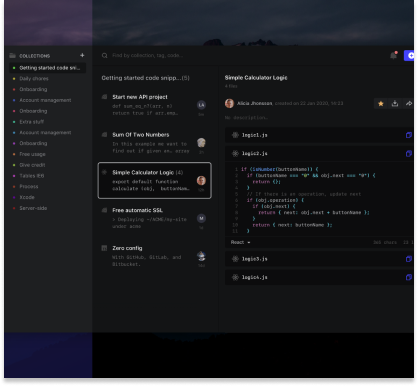 COLLECTIONS +
Getting started code sni...
Daily chores
Onboarding
Account management
Onboarding
Extra stuff
Account management
Onboarding
Free usage
Give credit
Tables IEB
Process
Xcode
Server-side
Find by collection, tag, code...
Getting started code snipp...(5)
Start new API project
def sum_eq_n?(arr, n)
return true if arr.emp..
LA
Sum Of Two Numbers
In this example we want to
find out if given an. array
Simple Calculator Logic (4)
export default function
calculate (obj, buttonNam…
Free automatic SSL
> Deploying ~/ACME/my-site
under acme
M
Zero config
With GitHub, GitLab, and
Bitbucket.
Simple Calculator Logic
4 files
Alicia Jhonsson created on 22 Jan 2020, 16:23
No description.
logic1.js
logic2.js
1 if (isNumber(buttonName)) {
2 if (buttonName === "0" && obj.next === "0") {
3 return {};
4 }
5 // If there is an operation, update next
6 if (obj.operation) {
7 if (obj.next) {
8 return { next: obj.next + buttonName };
9 }
10 return { next: buttonName };
11 }
React
logic3.js
logic4.js